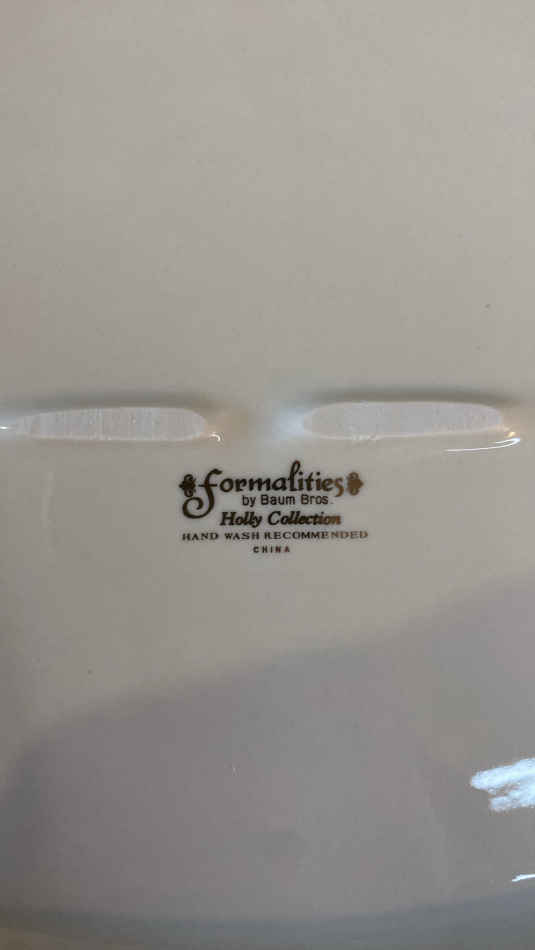 formalities
by Baum Bros.
Holly Collection
HAND WASH RECOMMENDED
CHINA